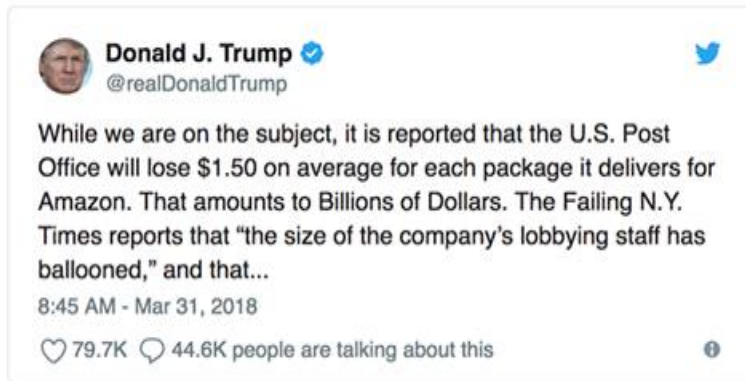 Donald J. Trump
@realDonaldTrump
While we are on the subject, it is reported that the U.S. Post
Office will lose $1.50 on average for each package it delivers for
Amazon. That amounts to Billions of Dollars. The Failing N.Y.
Times reports that “the size of the company’s lobbying staff has
ballooned,” and that...
8:45 AM - Mar 31, 2018
79.7K 44.6K people are talking about this